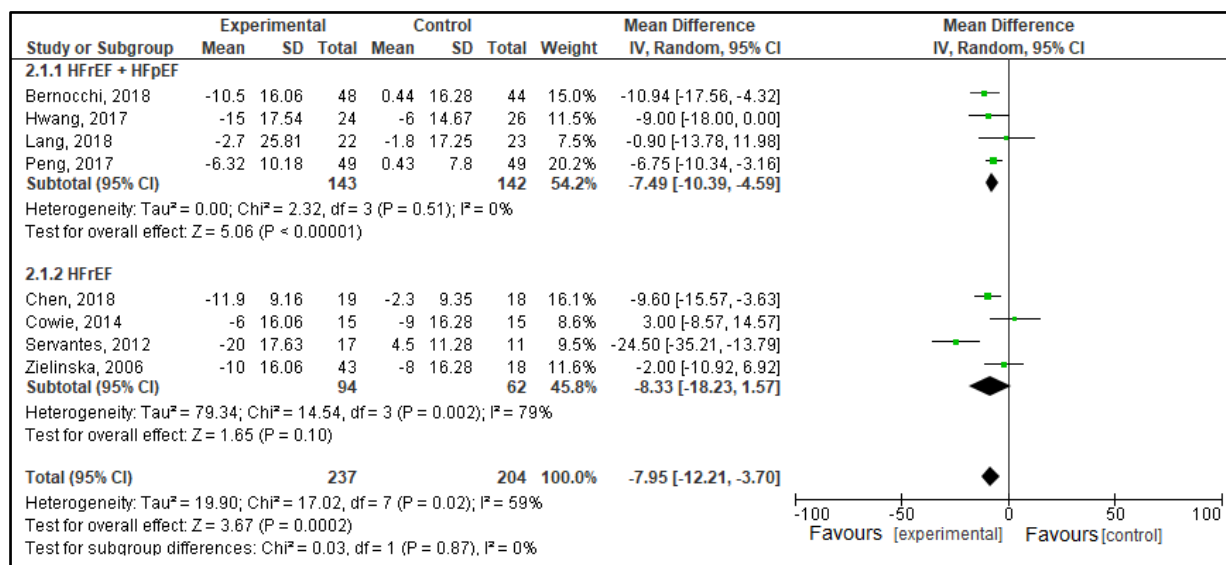 Experimental Control Mean Difference Mean Difference
Study or Subgroup Mean SD Total Mean SD Total Weight IV, Random, 95% CI IV, Random, 95% CI
2.1.1 HFrEF + HFpEF
Bernocchi, 2018 -10.5 16.06 48 0.44 16.28 44 15.0% -10.94 [-17.56, -4.32]
Hwang, 2017 -15 17.54 24 -6 14.67 26 11.5% -9.00 [-18.00, 0.00]
Lang, 2018 -2.7 25.81 22 -1.8 17.25 23 7.5% -0.90 [-13.78, 11.98]
Peng, 2017 -6.32 10.18 49 0.43 7.8 49 20.2% -6.75 [-10.34, -3.16]
Subtotal (95% CI) 143 142 54.2% -7.49 [-10.39, -4.59]
Heterogeneity: Tau² = 0.00; Chi² = 2.32, df = 3 (P = 0.51); I² = 0%
Test for overall effect: Z = 5.06 (P < 0.00001)
2.1.2 HFrEF
Chen, 2018 -11.9 9.16 19 -2.3 9.35 18 16.1% -9.60 [-15.57, -3.63]
Cowie, 2014 -6 16.06 15 -9 16.28 15 8.6% 3.00 [-8.57, 14.57]
Servantes, 2012 -20 17.63 17 4.5 11.28 11 9.5% -24.50 [-35.21, -13.79]
Zielinska, 2006 -10 16.06 43 -8 16.28 18 11.6% -2.00 [-10.92, 6.92]
Subtotal (95% CI) 94 62 45.8% -8.33 [-18.23, 1.57]
Heterogeneity: Tau² = 79.34; Chi² = 14.54, df = 3 (P = 0.002); I² = 79%
Test for overall effect: Z = 1.65 (P = 0.10)
Total (95% CI) 237 204 100.0% -7.95 [-12.21, -3.70]
Heterogeneity: Tau² = 19.90; Chi² = 17.02, df = 7 (P = 0.02); I² = 59%
Test for overall effect: Z = 3.67 (P = 0.0002)
Test for subgroup differences: Chi² = 0.03, df = 1 (P = 0.87), I² = 0%
-100 -50 0 50 100
Favours [experimental] Favours [control]